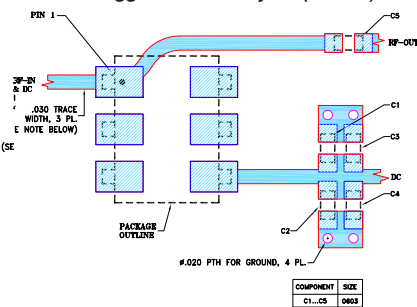 PIN 1
C5
RF-OUT
RF-IN
& DC
.030 TRACE
WIDTH, 3 PL.
E NOTE BELOW)
(SE
C1
C3
DC
C4
C2
PACKAGE
OUTLINE
Ø.020 PTH FOR GROUND, 4 PL.
COMPONENT SIZE
C1...C5 0603